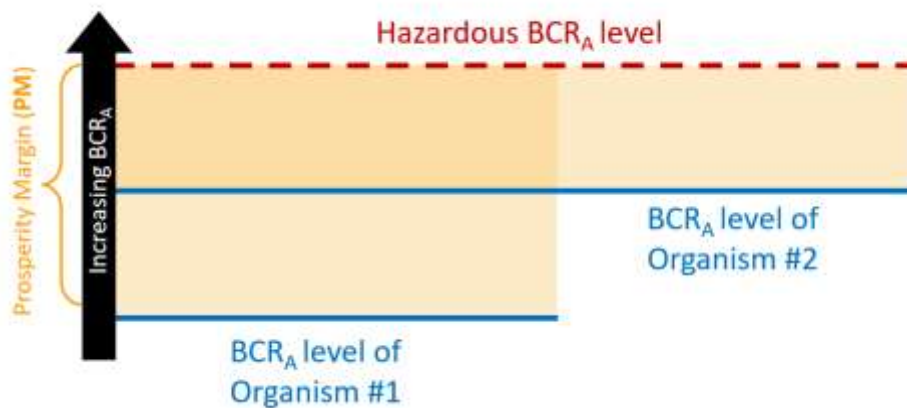 Hazardous BCRA level
Prosperity Margin (PM)
Increasing BCRA
BCRA level of
Organism #2
BCRA level of
Organism #1